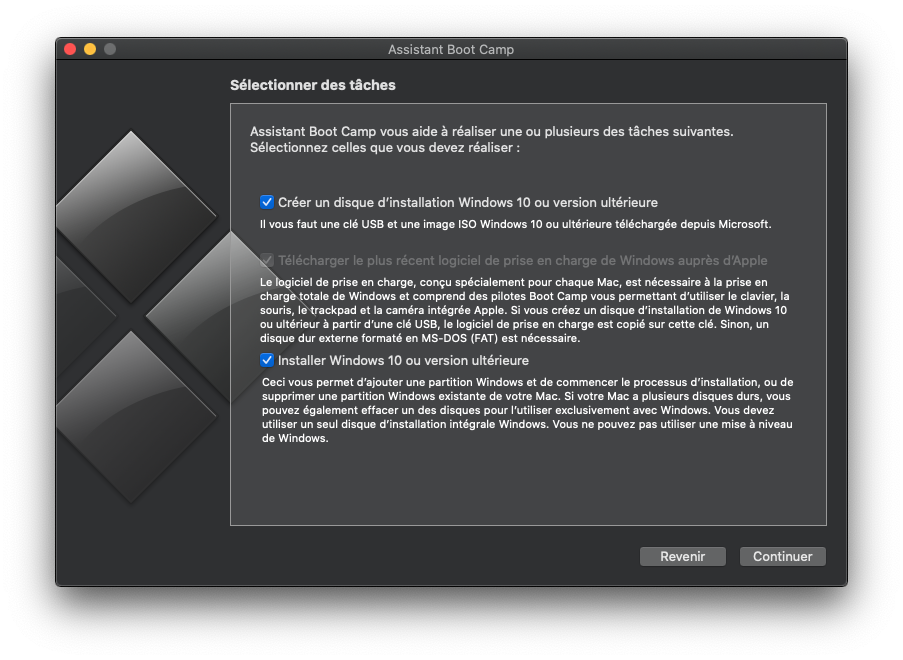 Assistant Boot Camp
Sélectionner des tâches
Assistant Boot Camp vous aide à réaliser une ou plusieurs des tâches suivantes.
Sélectionnez celles que vous devez réaliser :
Créer un disque d'installation Windows 10 ou version ultérieure
Il vous faut une clé USB et une image ISO Windows 10 ou ultérieure téléchargée depuis Microsoft.
Télécharger le plus récent logiciel de prise en charge de Windows auprès d'Apple
Le logiciel de prise en charge, conçu spécialement pour chaque Mac, est nécessaire à la prise en
charge totale de Windows et comprend des pilotes Boot Camp vous permettant d'utiliser le clavier, la
souris, le trackpad et la caméra intégrée Apple. Si vous créez un disque d'installation de Windows 10
ou ultérieur à partir d'une clé USB, le logiciel de prise en charge est copié sur cette clé. Sinon, un
disque dur externe formaté en MS-DOS (FAT) est nécessaire.
Installer Windows 10 ou version ultérieure
Ceci vous permet d'ajouter une partition Windows et de commencer le processus d'installation, ou de
supprimer une partition Windows existante de votre Mac. Si votre Mac a plusieurs disques durs, vous
pouvez également effacer un des disques pour l'utiliser exclusivement avec Windows. Vous devez
utiliser un seul disque d'installation intégrale Windows. Vous ne pouvez pas utiliser une mise à niveau
de Windows.
Revenir
Continuer